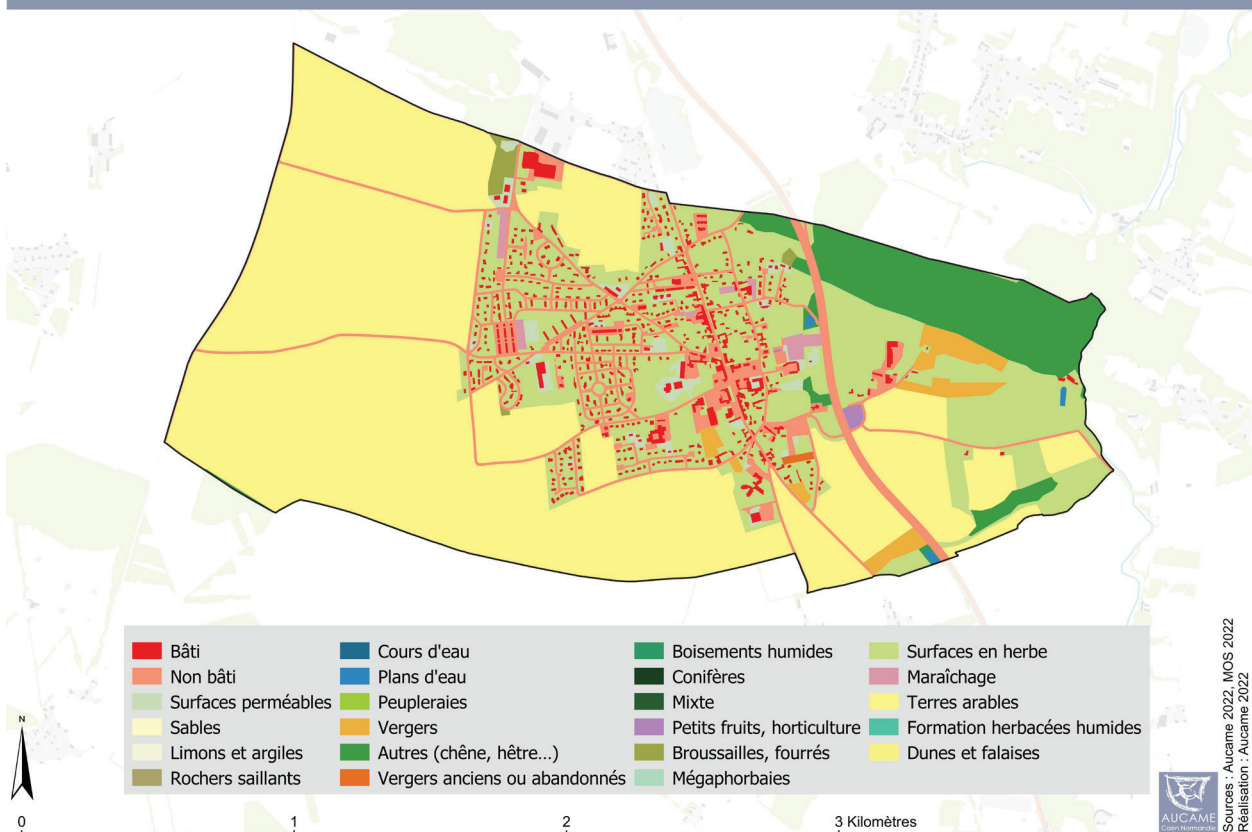 Bâti
Non bâti
Surfaces perméables
Sables
Limons et argiles
Rochers saillants
Cours d'eau
Plans d'eau
Peupleraies
Vergers
Autres (chêne, hêtre...)
Vergers anciens ou abandonnés
Boisements humides
Conifères
Mixte
Petits fruits, horticulture
Broussailles, fourrés
Mégaphorbaies
Surfaces en herbe
Maraîchage
Terres arables
Formation herbacées humides
Dunes et falaises
N
0 1 2 3 Kilomètres
AUCAME
Caen Normandie
Sources : Aucame 2022, MOS 2022
Réalisation : Aucame 2022